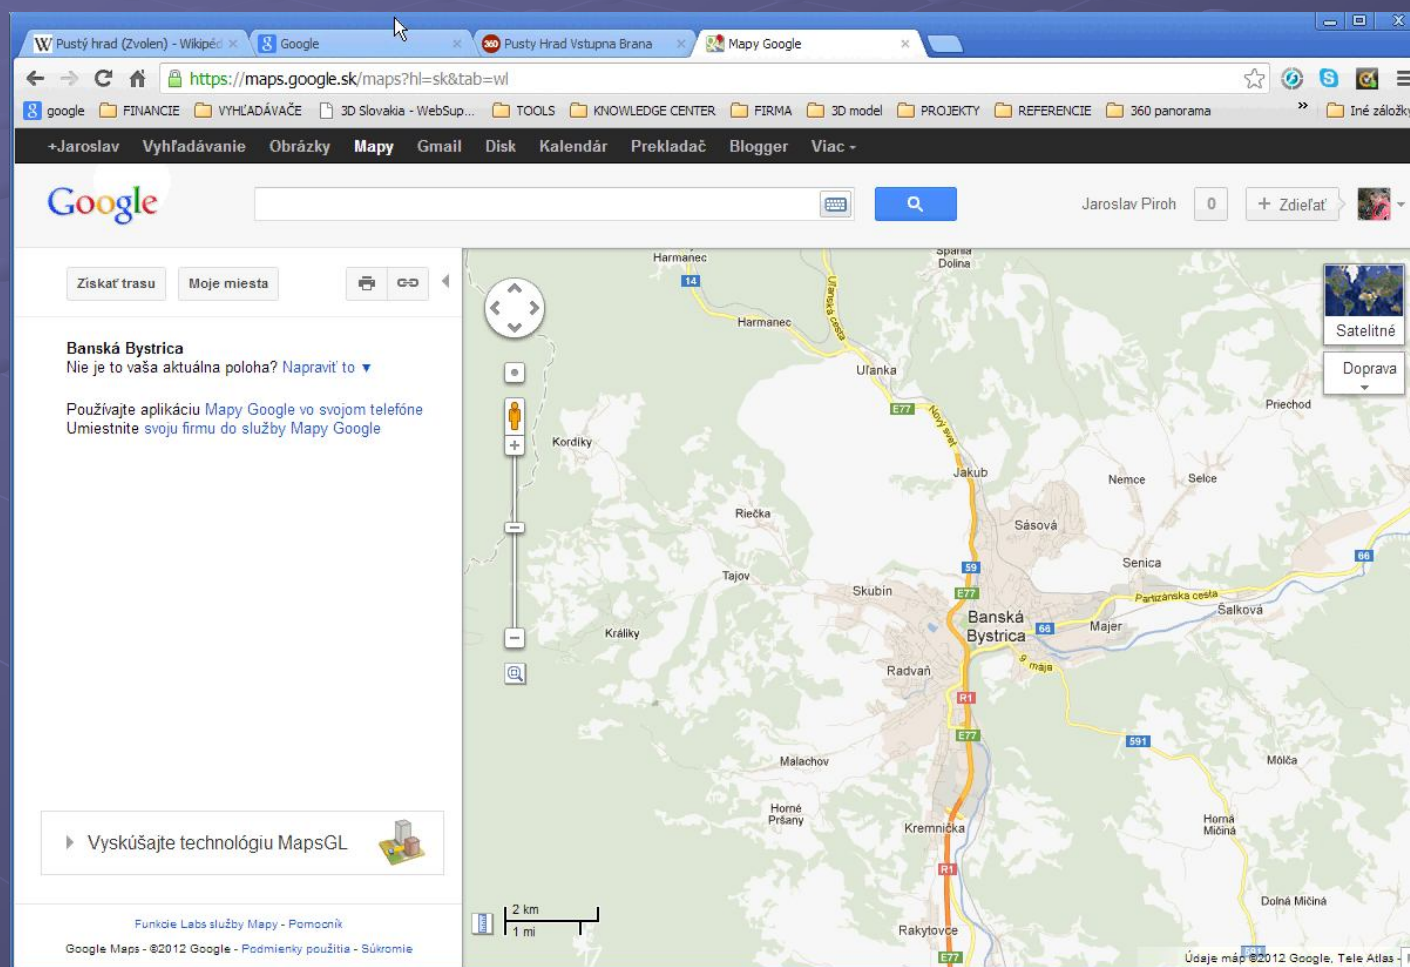 Pustý hrad (Zvolen) - Wikipéd
Google
Pusty Hrad Vstupna Brana
Mapy Google
https://maps.google.sk/maps?hl=sk&tab=wl
google FINANCIE VYHĽADÁVAČE 3D Slovakia - WebSup... TOOLS KNOWLEDGE CENTER FIRMA 3D model PROJEKTY REFERENCIE 360 panorama » Iné záložky
+Jaroslav Vyhľadávanie Obrázky Mapy Gmail Disk Kalendár Prekladač Blogger Viac
Google
Jaroslav Piroh 0 + Zdieľať
Získať trasu Moje miesta
Banská Bystrica
Nie je to vaša aktuálna poloha? Napraviť to ▼
Používajte aplikáciu Mapy Google vo svojom telefóne
Umiestnite svoju firmu do služby Mapy Google
Vyskúšajte technológiu MapsGL
Funkcie Labs služby Mapy - Pomocník
Google Maps - ©2012 Google - Podmienky použitia - Súkromie
Harmanec
Špania
Dolina
14
Uľanská cesta
Satelitné
Harmanec
Uľanka
Doprava
E77
Nový svet
Priechod
Kordíky
Jakub
Nemce
Selce
Riečka
Sásová
66
59
Senica
Tajov
Skubín
E77
Partizánska cesta
Šalková
Banská
Bystrica
66
Majer
Králiky
9. mája
Radvaň
R1
E77
591
Malachov
Môlča
Horné
Pršany
Kremnička
Horná
Mičiná
R1
Dolná Mičiná
2 km
1 mi
Rakytovce
E77
591
Údaje máp ©2012 Google, Tele Atlas -